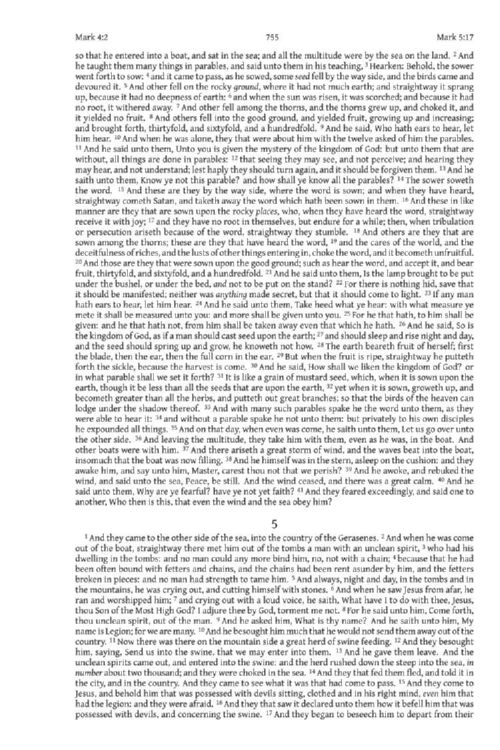 Mark 4:2 755 Mark 5:17
so that he entered into a boat, and sat in the sea; and all the multitude were by the sea on the land. 2 And
he taught them many things in parables, and said unto them in his teaching, 3 Hearken: Behold, the sower
went forth to sow: 4 and it came to pass, as he sowed, some seed fell by the way side, and the birds came and
devoured it. 5 And other fell on the rocky ground, where it had not much earth; and straightway it sprang
up, because it had no deepness of earth: 6 and when the sun was risen, it was scorched; and because it had
no root, it withered away. 7 And other fell among the thorns, and the thorns grew up, and choked it, and
it yielded no fruit. 8 And others fell into the good ground, and yielded fruit, growing up and increasing;
and brought forth, thirtyfold, and sixtyfold, and a hundredfold. 9 And he said, Who hath ears to hear, let
him hear. 10 And when he was alone, they that were about him with the twelve asked of him the parables.
11 And he said unto them, Unto you is given the mystery of the kingdom of God: but unto them that are
without, all things are done in parables: 12 that seeing they may see, and not perceive; and hearing they
may hear, and not understand; lest haply they should turn again, and it should be forgiven them. 13 And he
saith unto them, Know ye not this parable? and how shall ye know all the parables? 14 The sower soweth
the word. 15 And these are they by the way side, where the word is sown; and when they have heard,
straightway cometh Satan, and taketh away the word which hath been sown in them. 16 And these in like
manner are they that are sown upon the rocky places, who, when they have heard the word, straightway
receive it with joy; 17 and they have no root in themselves, but endure for a while; then, when tribulation
or persecution ariseth because of the word, straightway they stumble. 18 And others are they that are
sown among the thorns; these are they that have heard the word, 19 and the cares of the world, and the
deceitfulness of riches, and the lusts of other things entering in, choke the word, and it becometh unfruitful.
20 And those are they that were sown upon the good ground; such as hear the word, and accept it, and bear
fruit, thirtyfold, and sixtyfold, and a hundredfold. 21 And he said unto them, Is the lamp brought to be put
under the bushel, or under the bed, and not to be put on the stand? 22 For there is nothing hid, save that
it should be manifested; neither was anything made secret, but that it should come to light. 23 If any man
hath ears to hear, let him hear. 24 And he said unto them, Take heed what ye hear: with what measure ye
mete it shall be measured unto you: and more shall be given unto you. 25 For he that hath, to him shall be
given: and he that hath not, from him shall be taken away even that which he hath. 26 And he said, So is
the kingdom of God, as if a man should cast seed upon the earth; 27 and should sleep and rise night and day,
and the seed should spring up and grow, he knoweth not how. 28 The earth beareth fruit of herself; first
the blade, then the ear, then the full corn in the ear. 29 But when the fruit is ripe, straightway he putteth
forth the sickle, because the harvest is come. 30 And he said, How shall we liken the kingdom of God? or
in what parable shall we set it forth? 31 It is like a grain of mustard seed, which, when it is sown upon the
earth, though it be less than all the seeds that are upon the earth, 32 yet when it is sown, groweth up, and
becometh greater than all the herbs, and putteth out great branches; so that the birds of the heaven can
lodge under the shadow thereof. 33 And with many such parables spake he the word unto them, as they
were able to hear it: 34 and without a parable spake he not unto them: but privately to his own disciples
he expounded all things. 35 And on that day, when even was come, he saith unto them, Let us go over unto
the other side. 36 And leaving the multitude, they take him with them, even as he was, in the boat. And
other boats were with him. 37 And there ariseth a great storm of wind, and the waves beat into the boat,
insomuch that the boat was now filling. 38 And he himself was in the stern, asleep on the cushion: and they
awake him, and say unto him, Master, carest thou not that we perish? 39 And he awoke, and rebuked the
wind, and said unto the sea, Peace, be still. And the wind ceased, and there was a great calm. 40 And he
said unto them, Why are ye fearful? have ye not yet faith? 41 And they feared exceedingly, and said one to
another, Who then is this, that even the wind and the sea obey him?
5
1 And they came to the other side of the sea, into the country of the Gerasenes. 2 And when he was come
out of the boat, straightway there met him out of the tombs a man with an unclean spirit, 3 who had his
dwelling in the tombs: and no man could any more bind him, no, not with a chain; 4 because that he had
been often bound with fetters and chains, and the chains had been rent asunder by him, and the fetters
broken in pieces: and no man had strength to tame him. 5 And always, night and day, in the tombs and in
the mountains, he was crying out, and cutting himself with stones. 6 And when he saw Jesus from afar, he
ran and worshipped him; 7 and crying out with a loud voice, he saith, What have I to do with thee, Jesus,
thou Son of the Most High God? I adjure thee by God, torment me not. 8 For he said unto him, Come forth,
thou unclean spirit, out of the man. 9 And he asked him, What is thy name? And he saith unto him, My
name is Legion; for we are many. 10 And he besought him much that he would not send them away out of the
country. 11 Now there was there on the mountain side a great herd of swine feeding. 12 And they besought
him, saying, Send us into the swine, that we may enter into them. 13 And he gave them leave. And the
unclean spirits came out, and entered into the swine: and the herd rushed down the steep into the sea, in
number about two thousand; and they were choked in the sea. 14 And they that fed them fled, and told it in
the city, and in the country. And they came to see what it was that had come to pass. 15 And they come to
Jesus, and behold him that was possessed with devils sitting, clothed and in his right mind, even him that
had the legion: and they were afraid. 16 And they that saw it declared unto them how it befell him that was
possessed with devils, and concerning the swine. 17 And they began to beseech him to depart from their